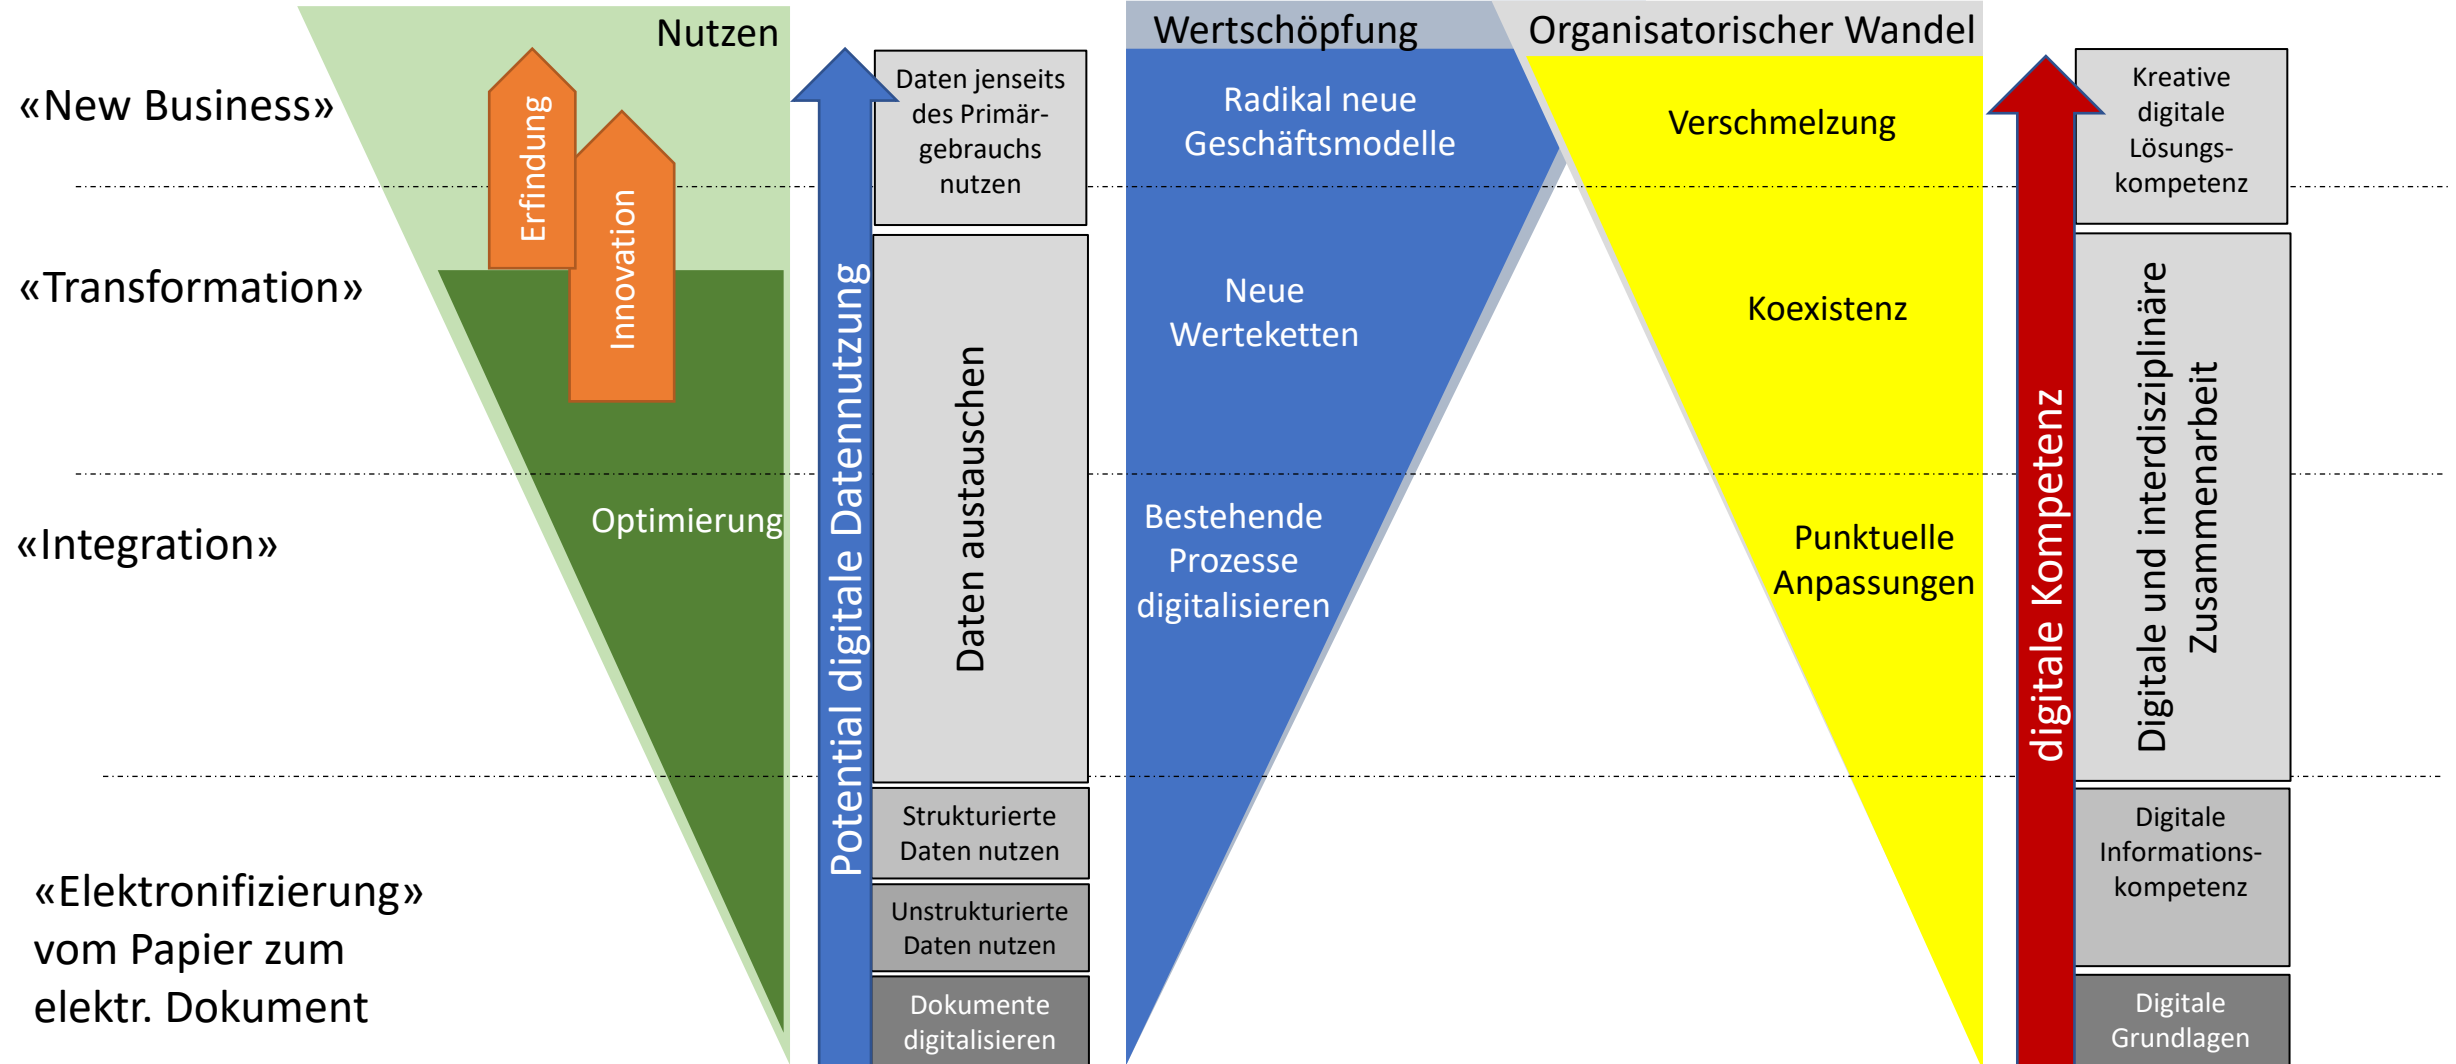 Nutzen
Wertschöpfung
Organisatorischer Wandel
«New Business»
Erfindung
Innovation
Daten jenseits
des Primär-
gebrauchs
nutzen
Radikal neue
Geschäftsmodelle
Verschmelzung
Kreative
digitale
Lösungs-
kompetenz
«Transformation»
Potential digitale Datennutzung
Daten austauschen
Neue
Werteketten
Koexistenz
digitale Kompetenz
Digitale und interdisziplinäre
Zusammenarbeit
«Integration»
Optimierung
Bestehende
Prozesse
digitalisieren
Punktuelle
Anpassungen
«Elektronifizierung»
vom Papier zum
elektr. Dokument
Strukturierte
Daten nutzen
Unstrukturierte
Daten nutzen
Dokumente
digitalisieren
Digitale
Informations-
kompetenz
Digitale
Grundlagen